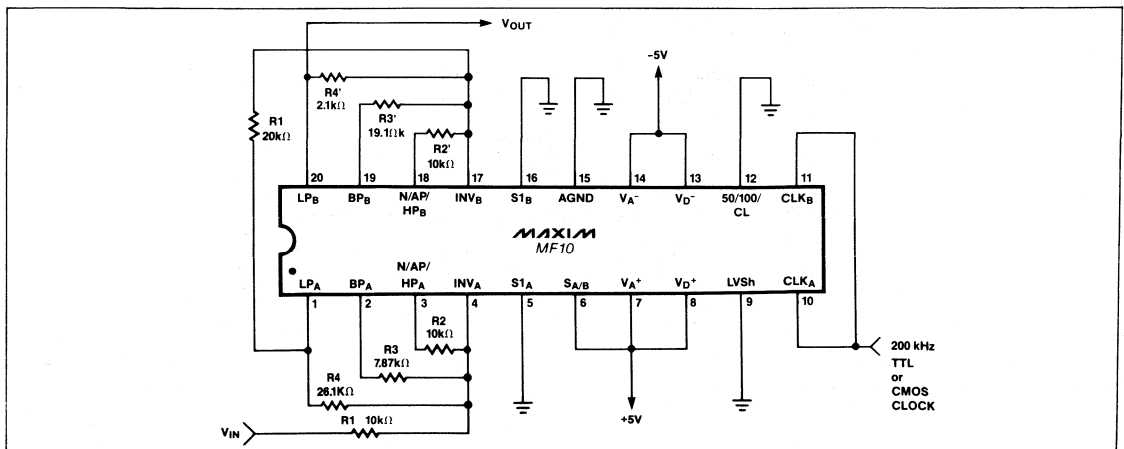 VOUT
-5V
R4'
2.1kΩ
R3'
19.1Ωk
R2'
10kΩ
R1
20kΩ
20 19 18 17 16 15 14 13 12 11
LPB BPB N/AP/HPB INVB S1B AGND VA- VD- 50/100/CL CLKB
MAXIM
MF10
LPA BPA N/AP/HPA INVA S1A SA/B VA+ VD+ LVSh CLKA
1 2 3 4 5 6 7 8 9 10
R2
10kΩ
R3
7.87kΩ
R4
26.1KΩ
R1 10kΩ
VIN
+5V
200 kHz
TTL
or
CMOS
CLOCK